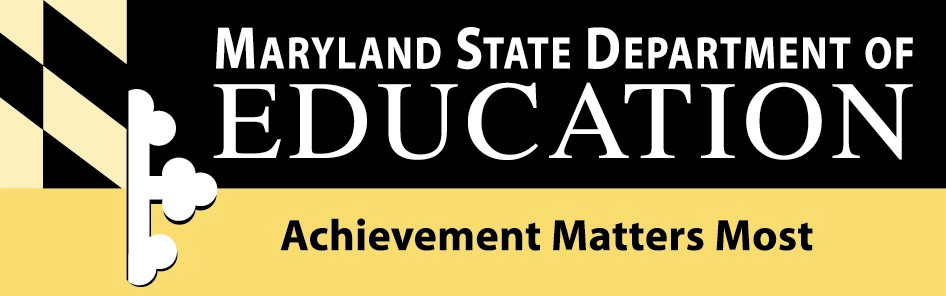 MARYLAND STATE DEPARTMENT OF
EDUCATION
Achievement Matters Most